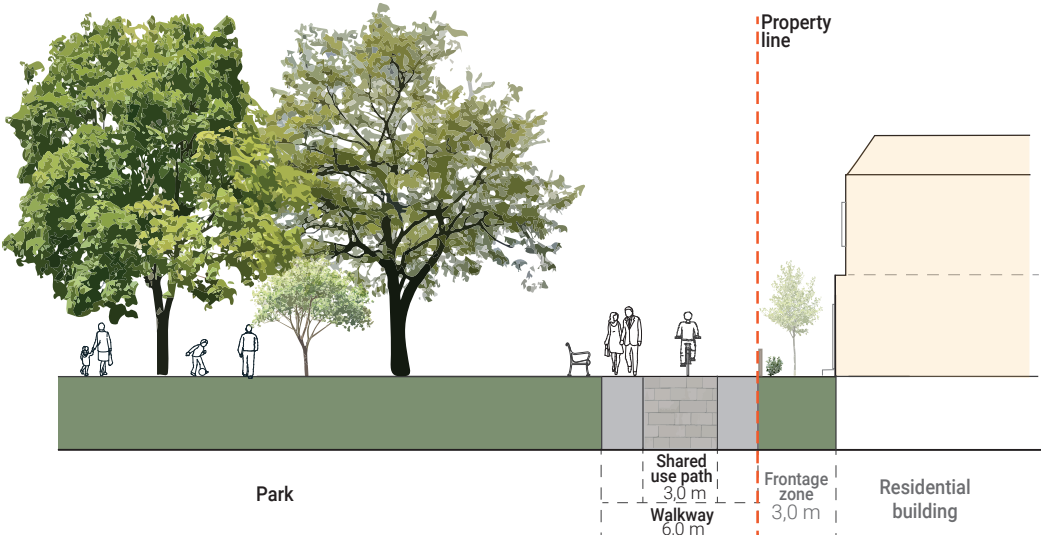 Property
line
Park
Shared
use path
3,0 m
Walkway
6,0 m
Frontage
zone
3,0 m
Residential
building